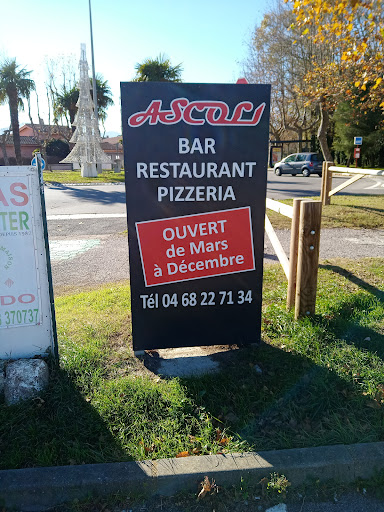 ASCOLI
BAR
RESTAURANT
PIZZERIA
OUVERT
de Mars
à Décembre
Tél 04 68 22 71 34
AS
TER
DO
370737